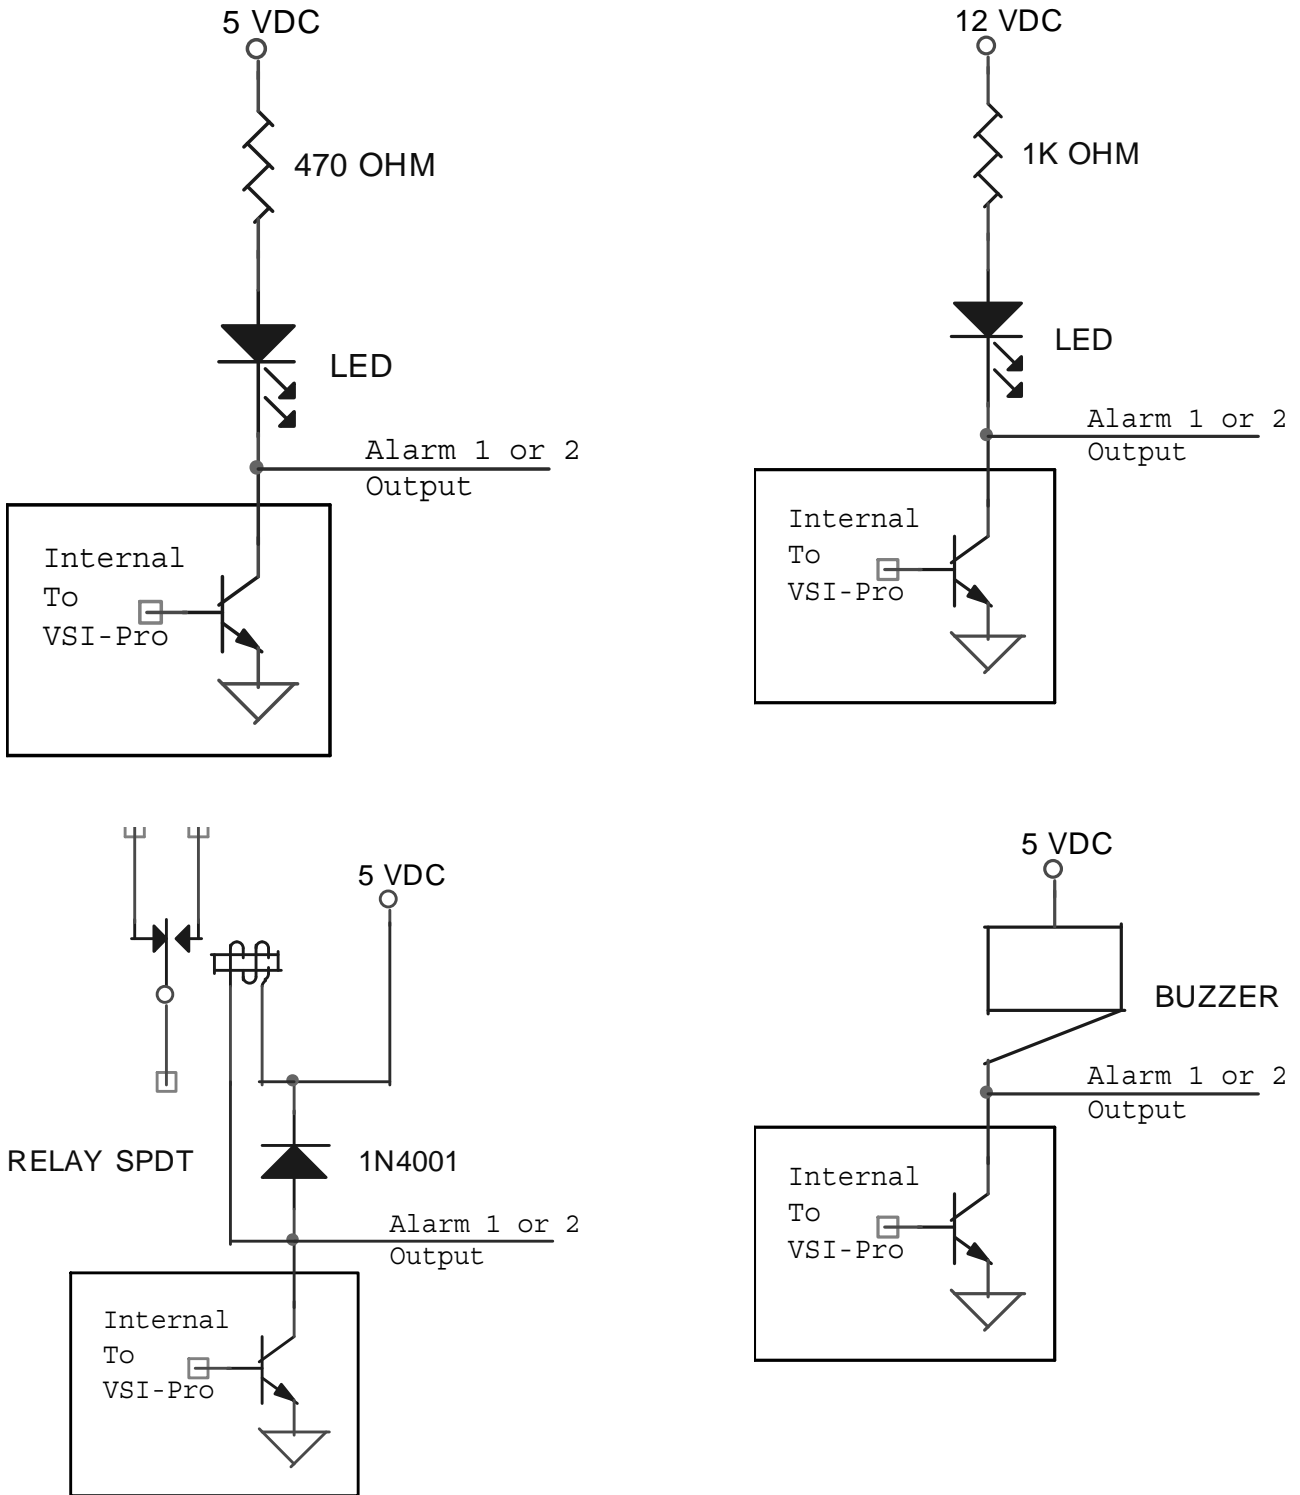 5 VDC
470 OHM
LED
Alarm 1 or 2
Output
Internal
To
VSI-Pro
12 VDC
1K OHM
LED
Alarm 1 or 2
Output
Internal
To
VSI-Pro
5 VDC
RELAY SPDT
1N4001
Alarm 1 or 2
Output
Internal
To
VSI-Pro
5 VDC
BUZZER
Alarm 1 or 2
Output
Internal
To
VSI-Pro